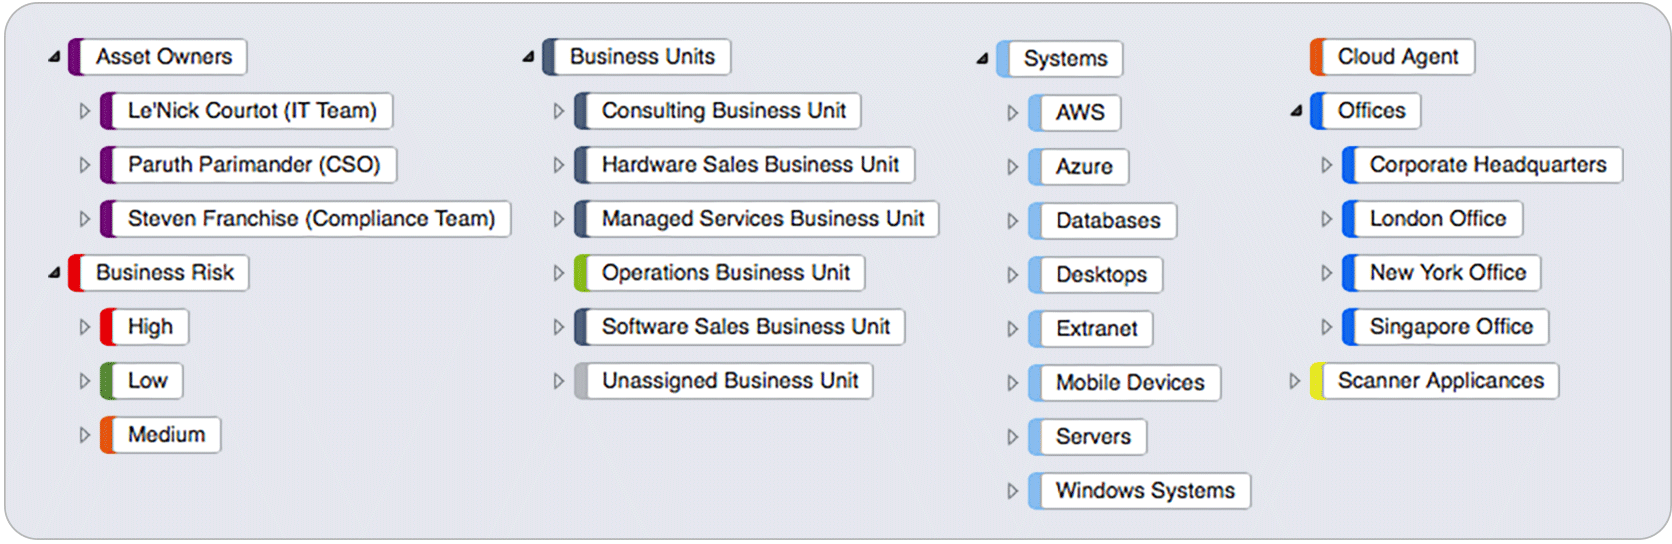 Asset Owners
Le'Nick Courtot (IT Team)
Paruth Parimander (CSO)
Steven Franchise (Compliance Team)
Business Risk
High
Low
Medium
Business Units
Consulting Business Unit
Hardware Sales Business Unit
Managed Services Business Unit
Operations Business Unit
Software Sales Business Unit
Unassigned Business Unit
Systems
AWS
Azure
Databases
Desktops
Extranet
Mobile Devices
Servers
Windows Systems
Cloud Agent
Offices
Corporate Headquarters
London Office
New York Office
Singapore Office
Scanner Applicances